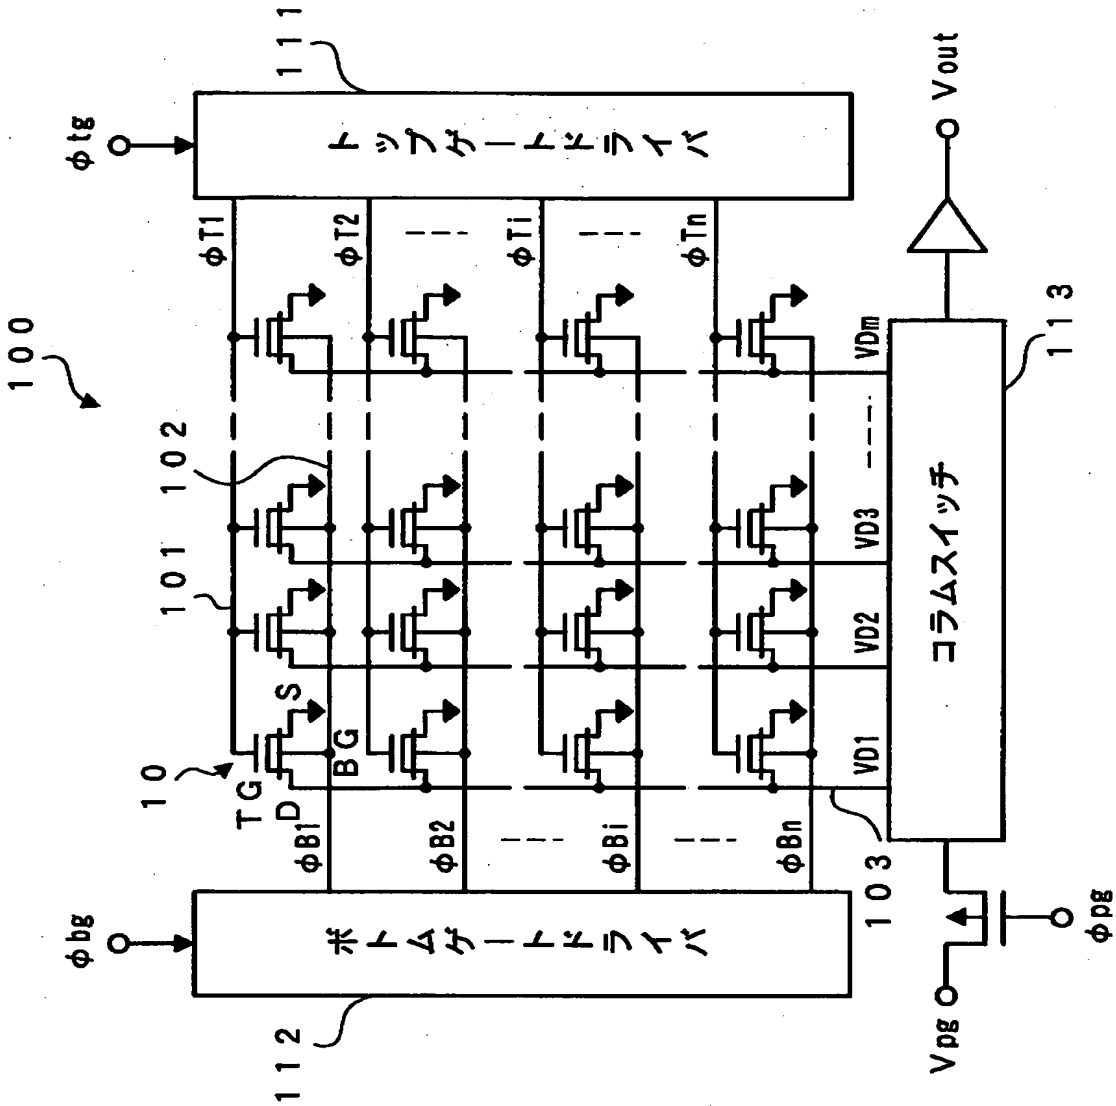 100
φbg
φtg
112
ボトムゲートドライバ
111
トップゲートドライバ
101
102
10
TG
D
S
BG
φB1
φT1
φB2
φT2
φBi
φTi
φBn
φTn
103
VD1
VD2
VD3
VDm
コラムスイッチ
113
Vpg
φpg
Vout